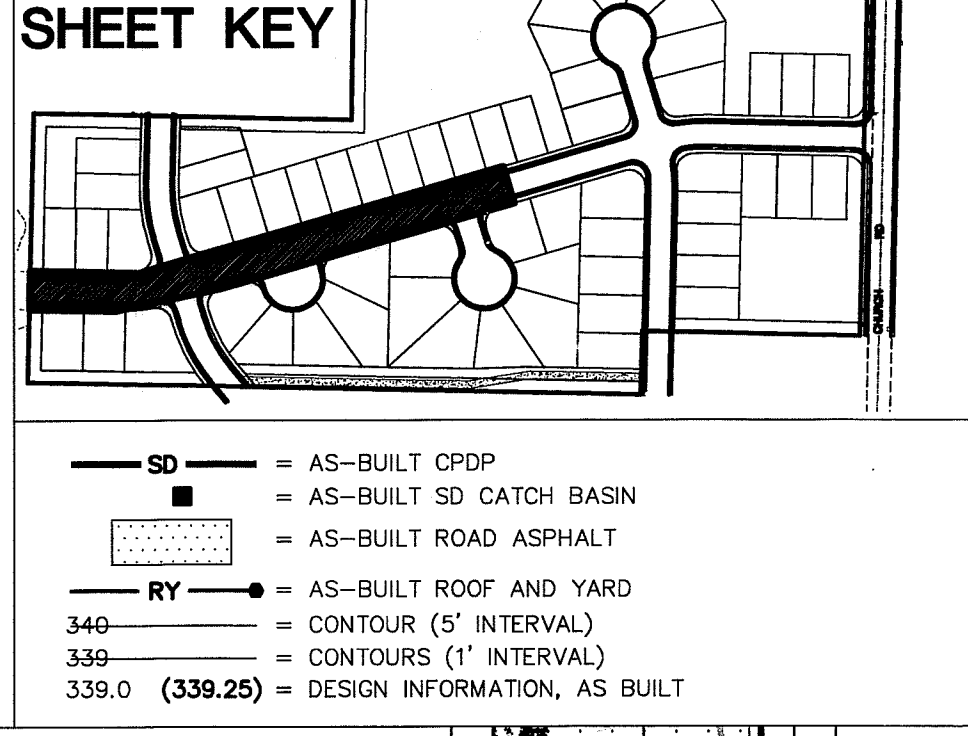 SHEET KEY
CHURCH RD
SD = AS-BUILT CPDP
= AS-BUILT SD CATCH BASIN
= AS-BUILT ROAD ASPHALT
RY = AS-BUILT ROOF AND YARD
340 = CONTOUR (5' INTERVAL)
339 = CONTOURS (1' INTERVAL)
339.0 (339.25) = DESIGN INFORMATION, AS BUILT